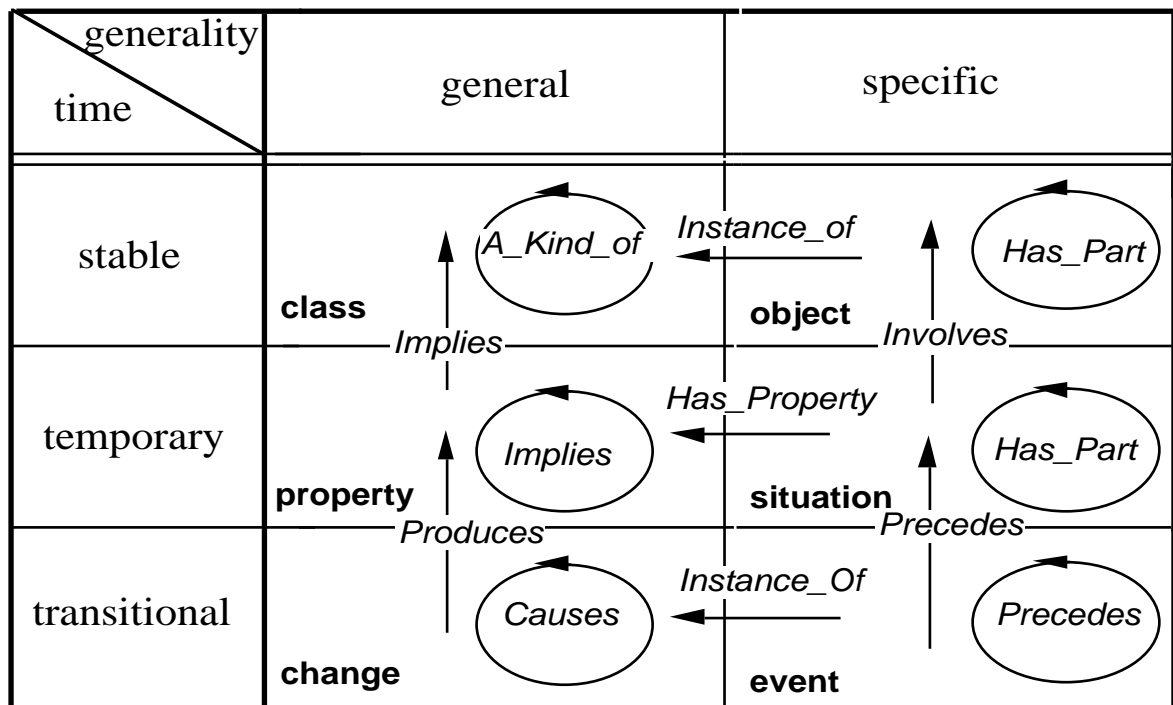 generality
time
general
specific
stable
A_Kind_of
Instance_of
Has_Part
class
object
Implies
Involves
temporary
Implies
Has_Property
Has_Part
property
situation
Produces
Precedes
transitional
Causes
Instance_Of
Precedes
change
event